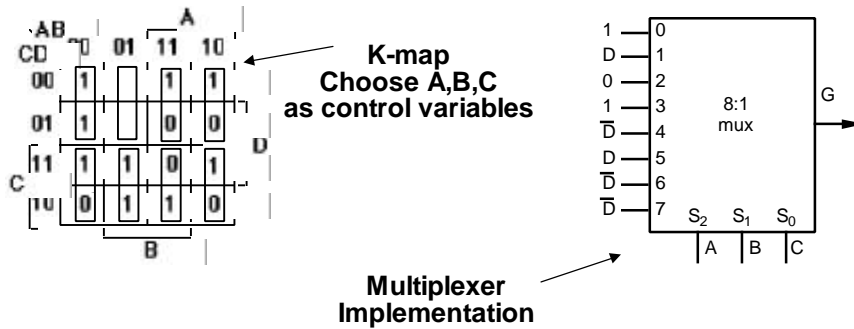 A
AB
CD
01 11 10
K-map
Choose A,B,C
as control variables
00 1 1 1
01 1 0 0
D
11 1 1 0 1
C
10 0 1 1 0
B
1 0
D 1
0 2
1 3
D̅ 4
D 5
D̅ 6
D̅ 7
8:1
mux
G
S₂ S₁ S₀
A B C
Multiplexer
Implementation